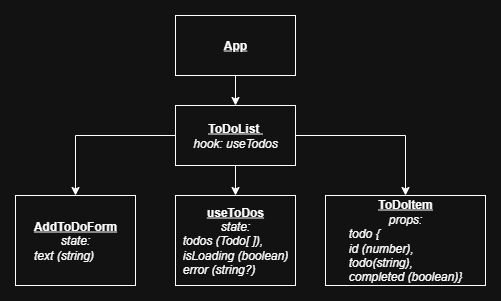 App
ToDoList
hook: useTodos
AddToDoForm
state:
text (string)
useToDos
state:
todos (Todo[ ]),
isLoading (boolean)
error (string?)
ToDoItem
props:
todo {
id (number),
todo(string),
completed (boolean)}